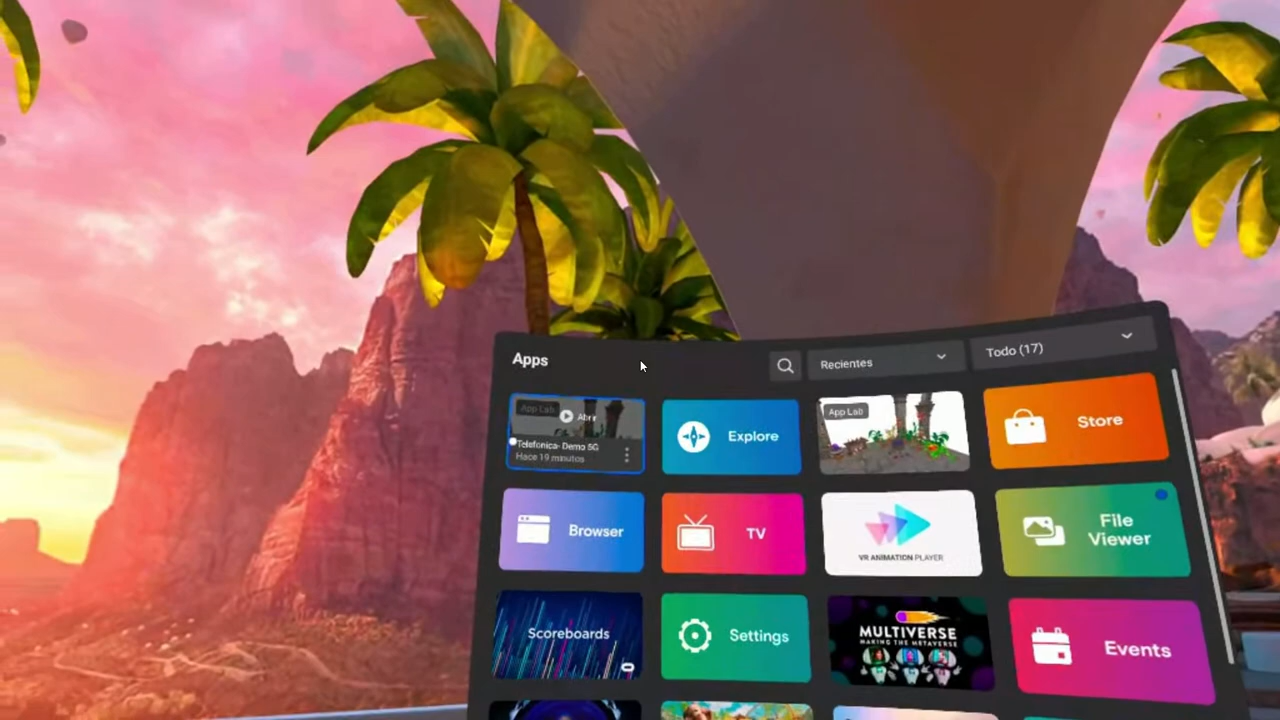 Apps
Recientes
Todo (17)
App Lab
Abrir
Telefonica- Demo 5G
Hace 19 minutos
Explore
App Lab
Store
Browser
TV
VR ANIMATION PLAYER
File
Viewer
Scoreboards
Settings
MULTIVERSE
MAKING THE METAVERSE
Events